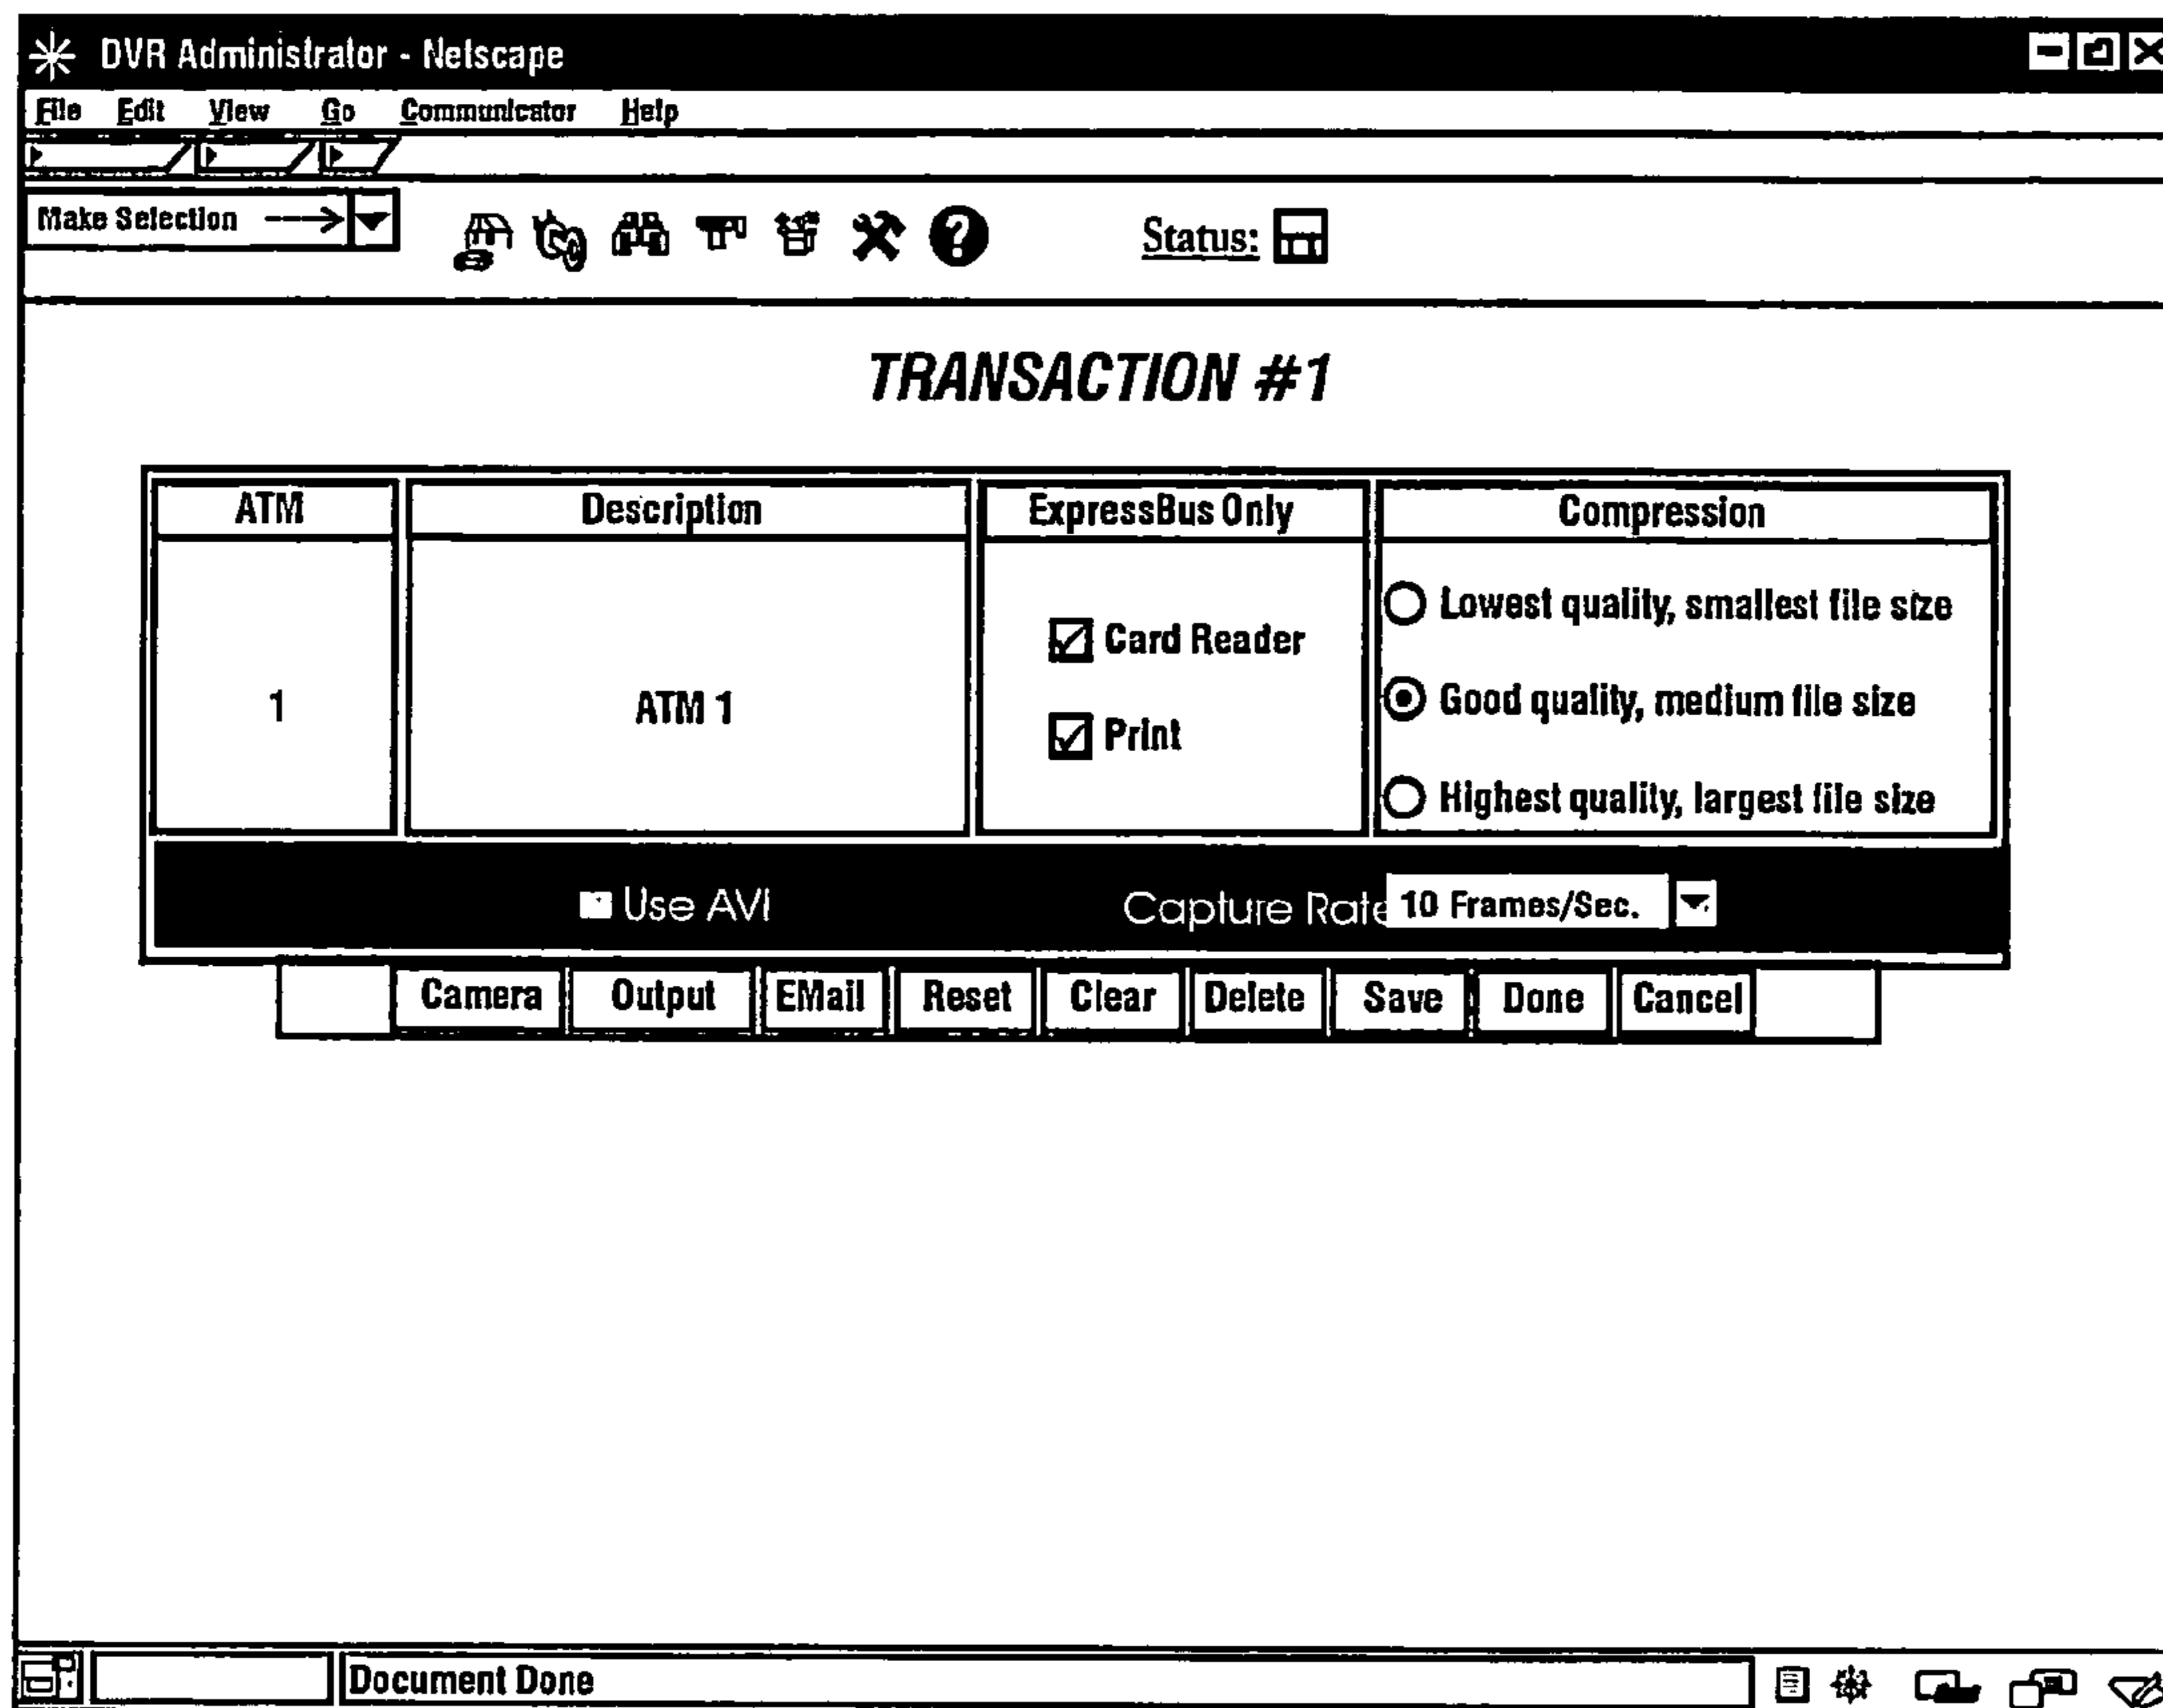 DVR Administrator - Netscape
File Edit View Go Communicator Help
Make Selection
? Status:
TRANSACTION #1
ATM Description ExpressBus Only Compression
Lowest quality, smallest file size
Card Reader
1 ATM 1 Good quality, medium file size
Print
Highest quality, largest file size
Use AVI Capture Rate 10 Frames/Sec.
Camera Output EMail Reset Clear Delete Save Done Cancel
Document Done